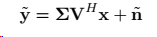 ỹ = ΣV^H x + ñ